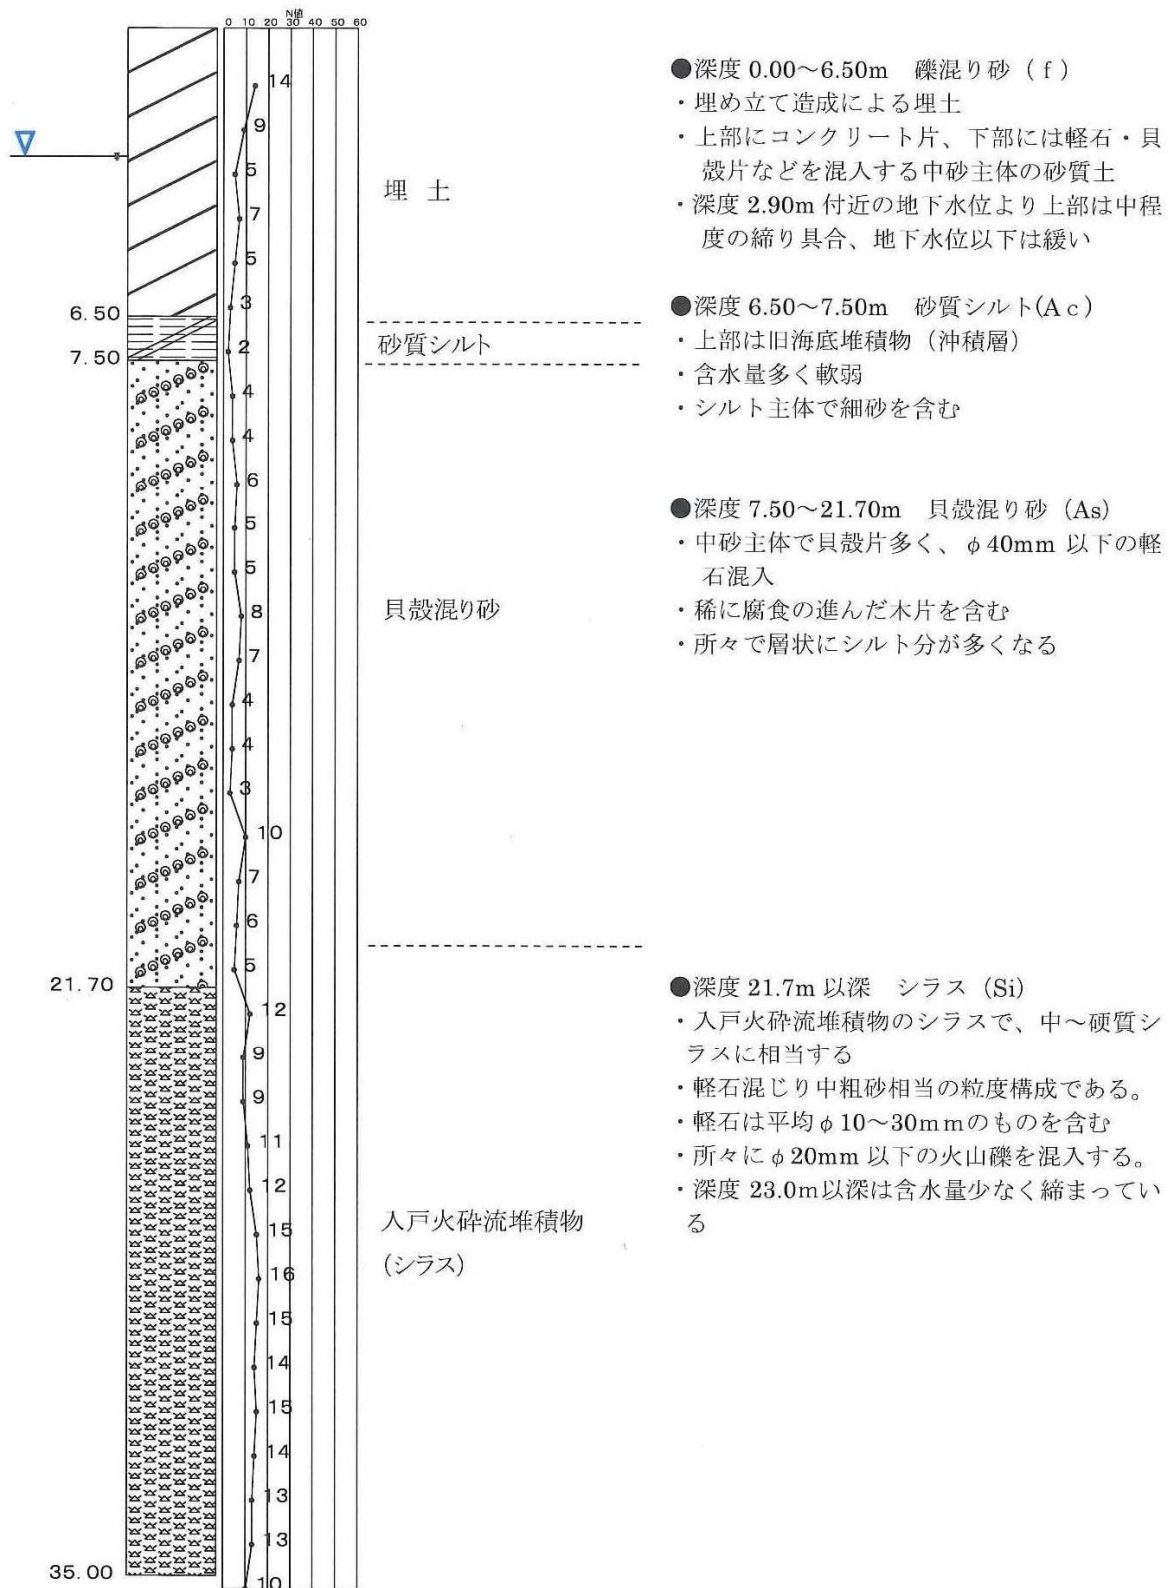 N値
0 10 20 30 40 50 60
14
9
5
7
5
3
2
4
4
6
5
5
8
7
4
4
3
10
7
6
5
12
9
9
11
12
15
16
15
14
15
14
13
13
10
6.50
7.50
21.70
35.00
埋 土
砂質シルト
貝殻混り砂
入戸火砕流堆積物
(シラス)
●深度 0.00～6.50m 礫混り砂（ｆ）
・埋め立て造成による埋土
・上部にコンクリート片、下部には軽石・貝
殻片などを混入する中砂主体の砂質土
・深度 2.90m 付近の地下水位より上部は中程
度の締り具合、地下水位以下は緩い
●深度 6.50～7.50m 砂質シルト(Aｃ)
・上部は旧海底堆積物（沖積層）
・含水量多く軟弱
・シルト主体で細砂を含む
●深度 7.50～21.70m 貝殻混り砂（As）
・中砂主体で貝殻片多く、φ40mm 以下の軽
石混入
・稀に腐食の進んだ木片を含む
・所々で層状にシルト分が多くなる
●深度 21.7m 以深 シラス（Si）
・入戸火砕流堆積物のシラスで、中～硬質シ
ラスに相当する
・軽石混じり中粗砂相当の粒度構成である。
・軽石は平均φ10～30ｍｍのものを含む
・所々にφ20mm 以下の火山礫を混入する。
・深度 23.0ｍ以深は含水量少なく締まってい
る